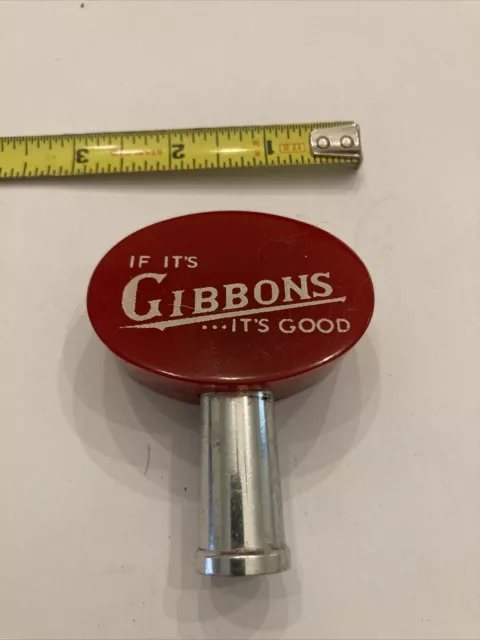 3 2 1
IF IT'S
GIBBONS
...IT'S GOOD